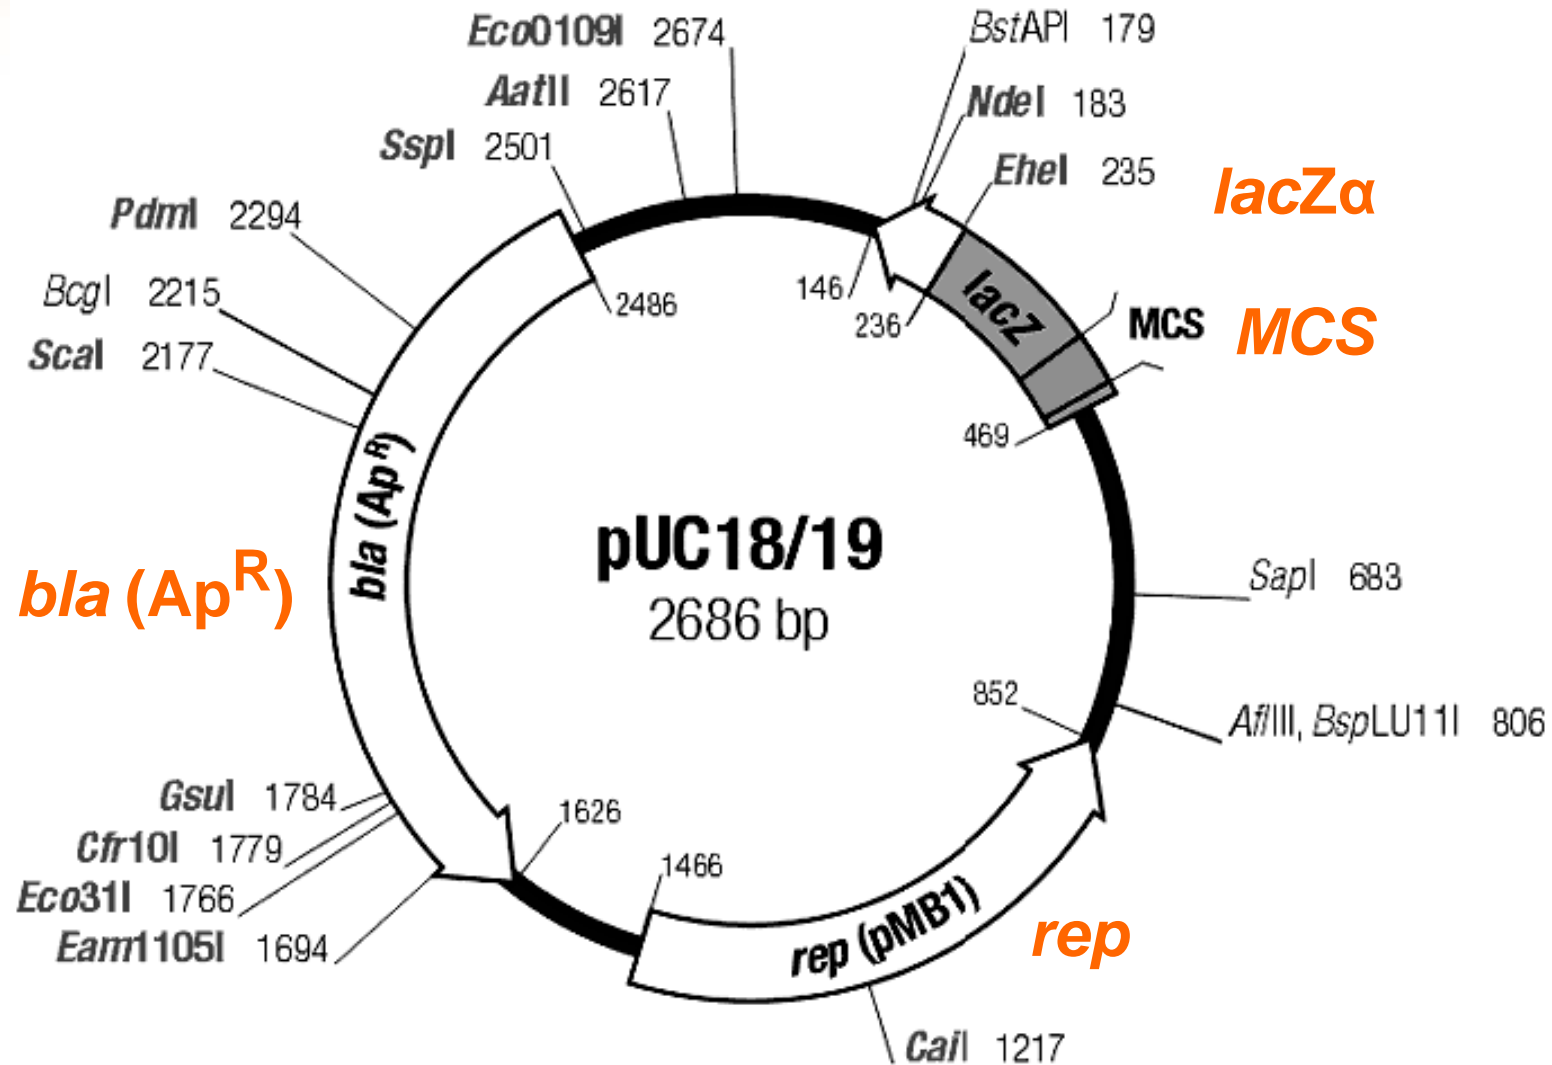 Eco0109I 2674
AatII 2617
SspI 2501
PdmI 2294
BcgI 2215
ScaI 2177
BstAPI 179
NdeI 183
EheI 235
lacZα
MCS
MCS
lacZ
146
236
469
2486
bla (ApR)
bla (ApR)
pUC18/19
2686 bp
SapI 683
852
AflIII, BspLU11I 806
GsuI 1784
Cfr10I 1779
Eco31I 1766
Eam1105I 1694
1626
1466
rep (pMB1)
rep
CaiI 1217